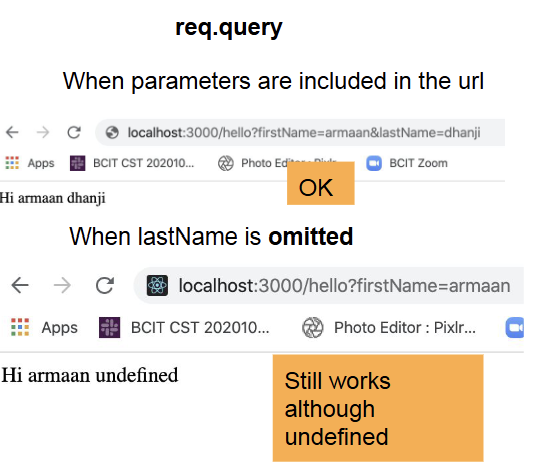 req.query
When parameters are included in the url
localhost:3000/hello?firstName=armaan&lastName=dhanji
Apps BCIT CST 202010... Photo Editor : Pixlr... BCIT Zoom
OK
Hi armaan dhanji
When lastName is omitted
localhost:3000/hello?firstName=armaan
Apps BCIT CST 202010... Photo Editor : Pixlr...
Hi armaan undefined
Still works
although
undefined